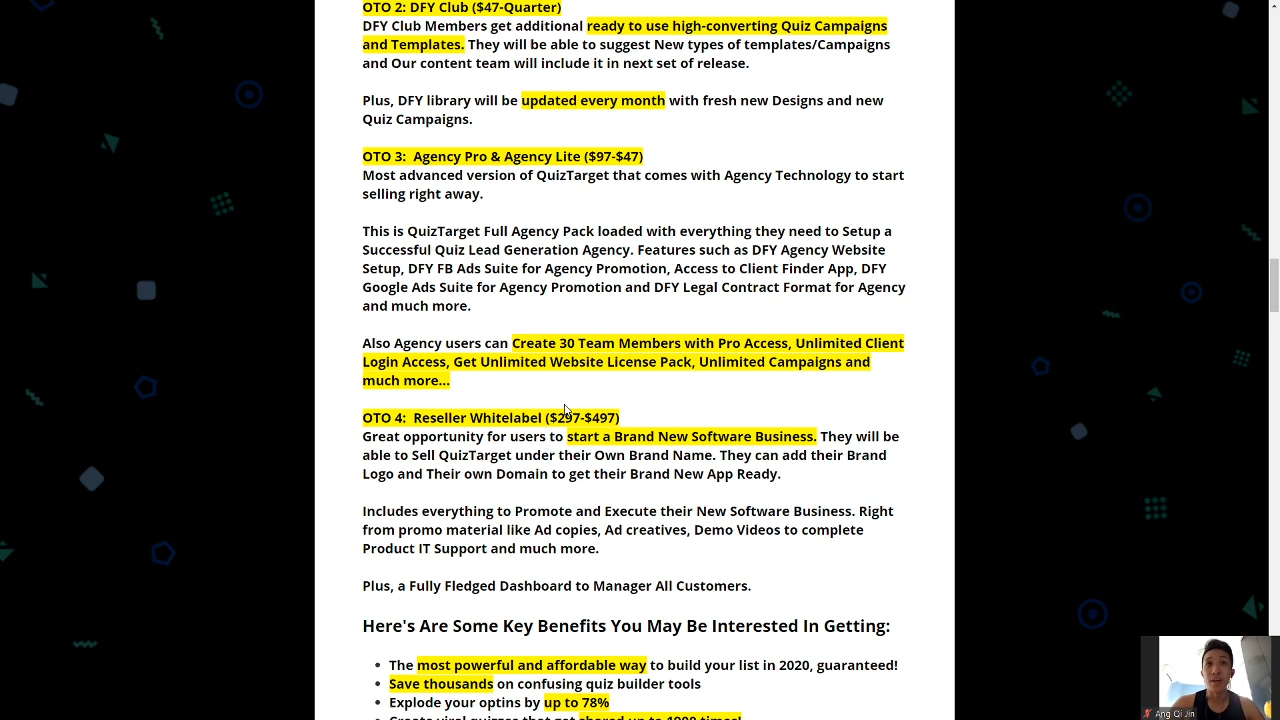 OTO 2: DFY Club ($47-Quarter)
DFY Club Members get additional ready to use high-converting Quiz Campaigns
and Templates. They will be able to suggest New types of templates/Campaigns
and Our content team will include it in next set of release.
Plus, DFY library will be updated every month with fresh new Designs and new
Quiz Campaigns.
OTO 3:  Agency Pro & Agency Lite ($97-$47)
Most advanced version of QuizTarget that comes with Agency Technology to start
selling right away.
This is QuizTarget Full Agency Pack loaded with everything they need to Setup a
Successful Quiz Lead Generation Agency. Features such as DFY Agency Website
Setup, DFY FB Ads Suite for Agency Promotion, Access to Client Finder App, DFY
Google Ads Suite for Agency Promotion and DFY Legal Contract Format for Agency
and much more.
Also Agency users can Create 30 Team Members with Pro Access, Unlimited Client
Login Access, Get Unlimited Website License Pack, Unlimited Campaigns and
much more...
OTO 4:  Reseller Whitelabel ($297-$497)
Great opportunity for users to start a Brand New Software Business. They will be
able to Sell QuizTarget under their Own Brand Name. They can add their Brand
Logo and Their own Domain to get their Brand New App Ready.
Includes everything to Promote and Execute their New Software Business. Right
from promo material like Ad copies, Ad creatives, Demo Videos to complete
Product IT Support and much more.
Plus, a Fully Fledged Dashboard to Manager All Customers.
Here's Are Some Key Benefits You May Be Interested In Getting:
The most powerful and affordable way to build your list in 2020, guaranteed!
Save thousands on confusing quiz builder tools
Explode your optins by up to 78%
Create viral quizzes that get shared up to 1900 times!
Ang Qi Jin